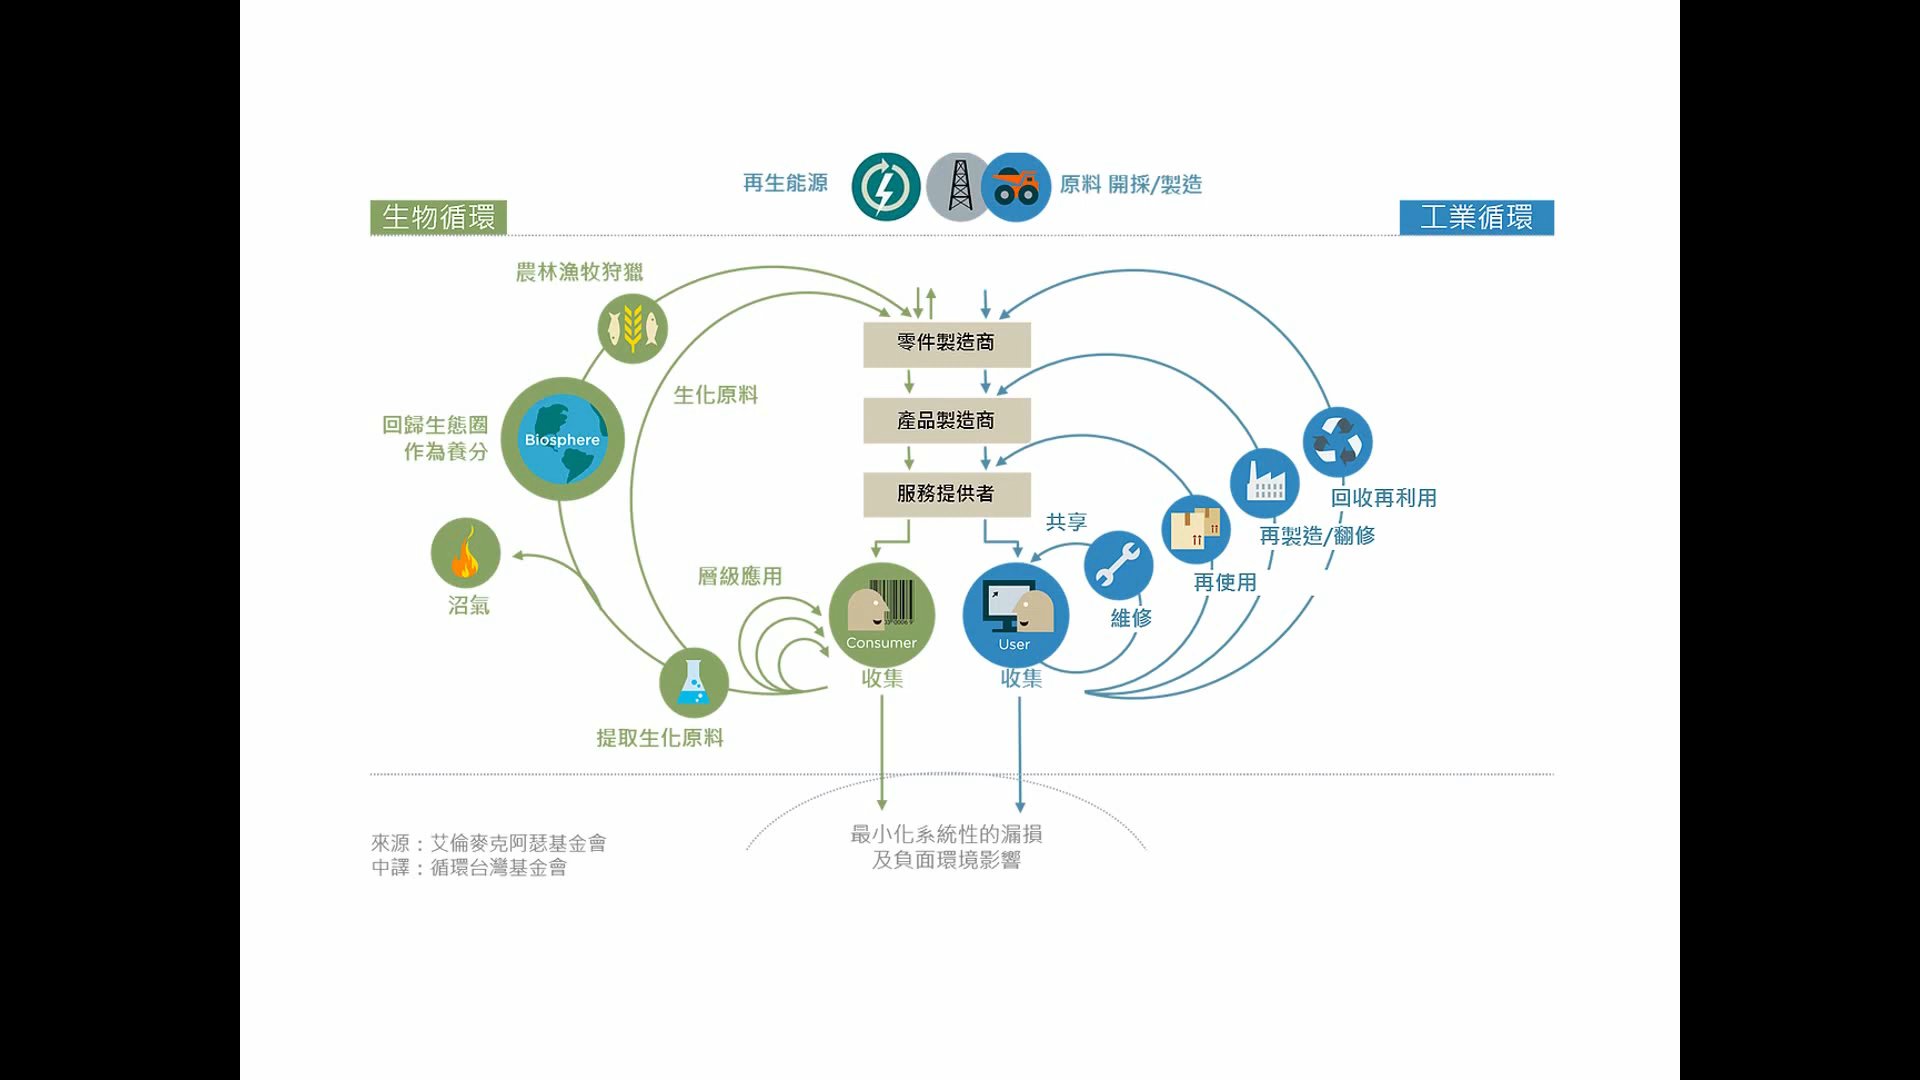 再生能源
原料 開採/製造
生物循環
工業循環
農林漁牧狩獵
零件製造商
生化原料
產品製造商
回歸生態圈
作為養分
Biosphere
服務提供者
回收再利用
共享
再製造/翻修
層級應用
再使用
沼氣
維修
Consumer
User
收集
收集
提取生化原料
最小化系統性的漏損
及負面環境影響
來源：艾倫麥克阿瑟基金會
中譯：循環台灣基金會